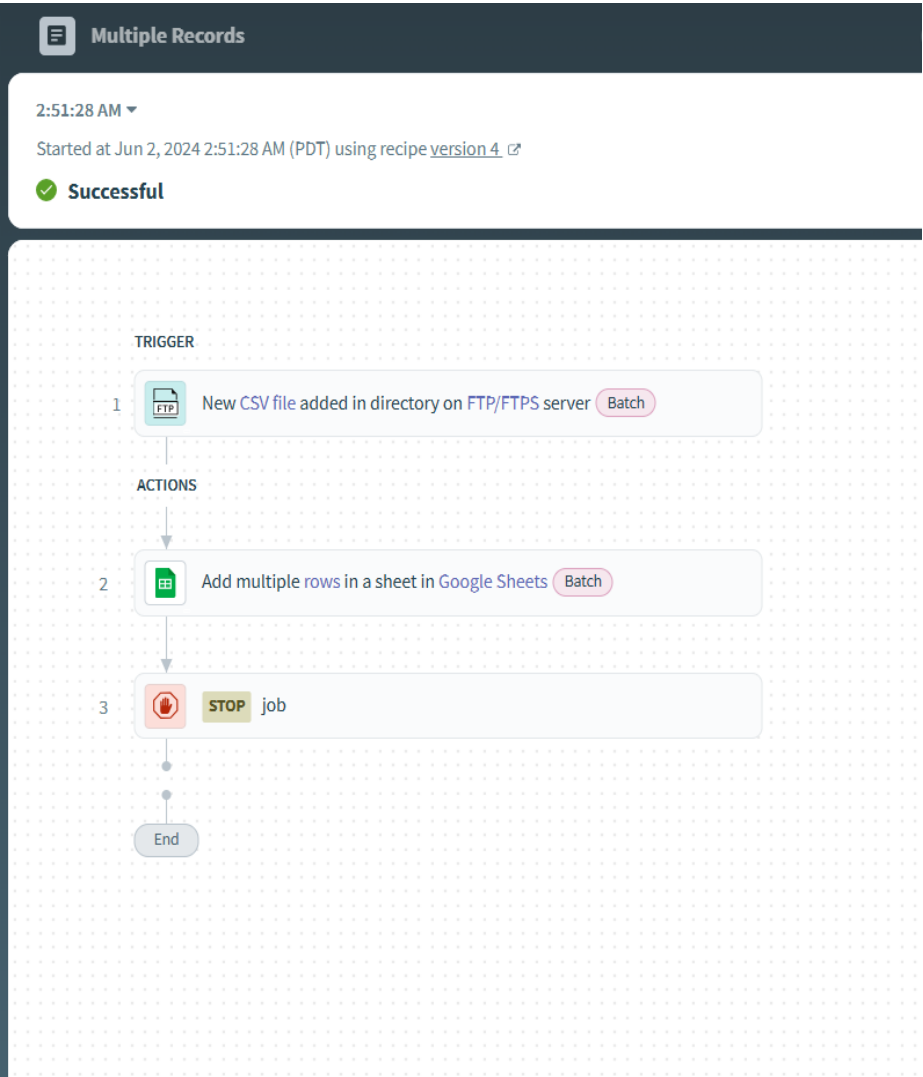 Multiple Records
2:51:28 AM
Started at Jun 2, 2024 2:51:28 AM (PDT) using recipe version 4
Successful
TRIGGER
1 FTP New CSV file added in directory on FTP/FTPS server Batch
ACTIONS
2 Add multiple rows in a sheet in Google Sheets Batch
3 STOP job
End